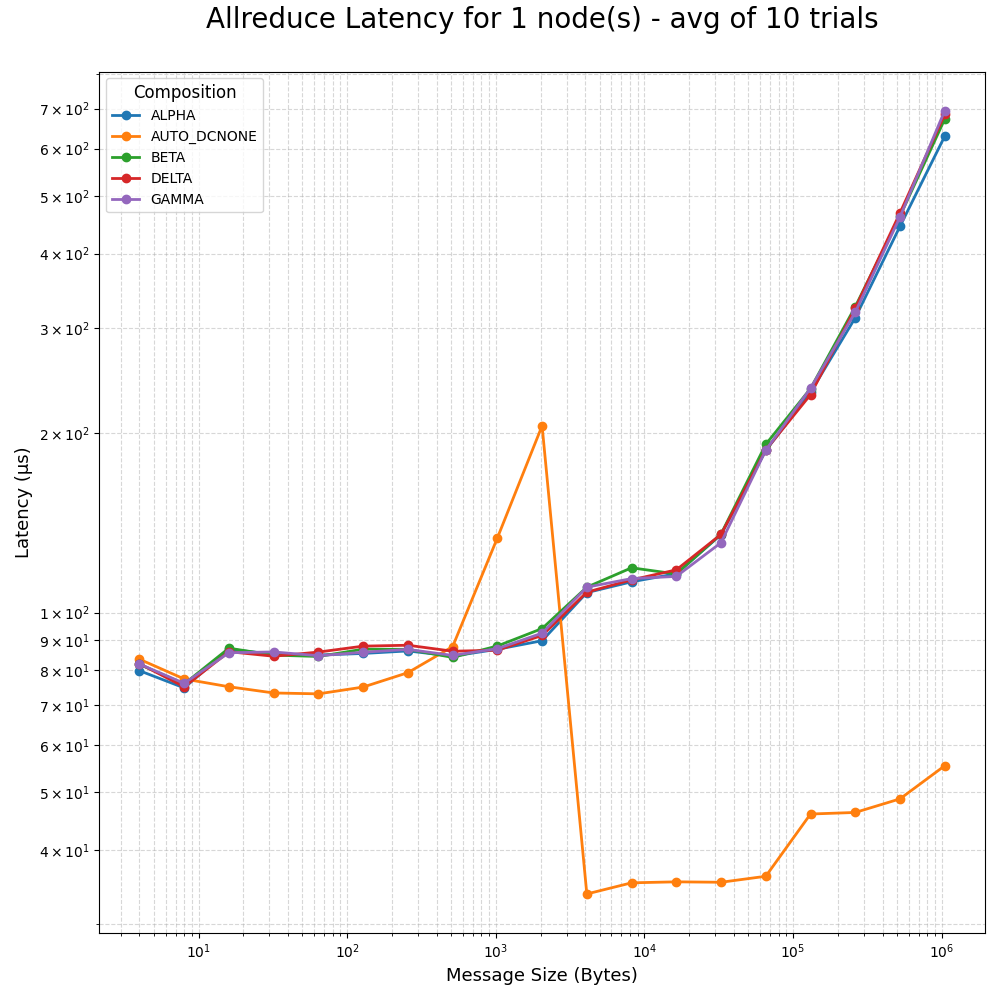 Allreduce Latency for 1 node(s) - avg of 10 trials
Composition
ALPHA
AUTO_DCNONE
BETA
DELTA
GAMMA
Latency (µs)
7 × 10²
6 × 10²
5 × 10²
4 × 10²
3 × 10²
2 × 10²
1 × 10²
9 × 10¹
8 × 10¹
7 × 10¹
6 × 10¹
5 × 10¹
4 × 10¹
10¹ 10² 10³ 10⁴ 10⁵ 10⁶
Message Size (Bytes)